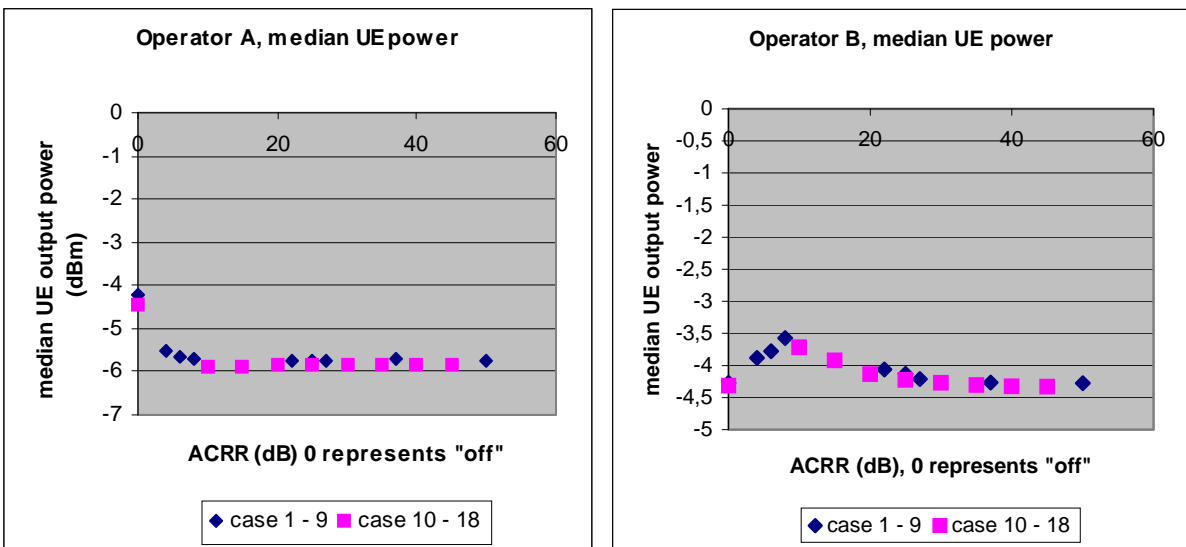 Operator A, median UE power
median UE output power
(dBm)
0
-1
-2
-3
-4
-5
-6
-7
0
20
40
60
ACRR (dB) 0 represents "off"
case 1 - 9
case 10 - 18
Operator B, median UE power
median UE output power
0
-0,5
-1
-1,5
-2
-2,5
-3
-3,5
-4
-4,5
-5
0
20
40
60
ACRR (dB), 0 represents "off"
case 1 - 9
case 10 - 18